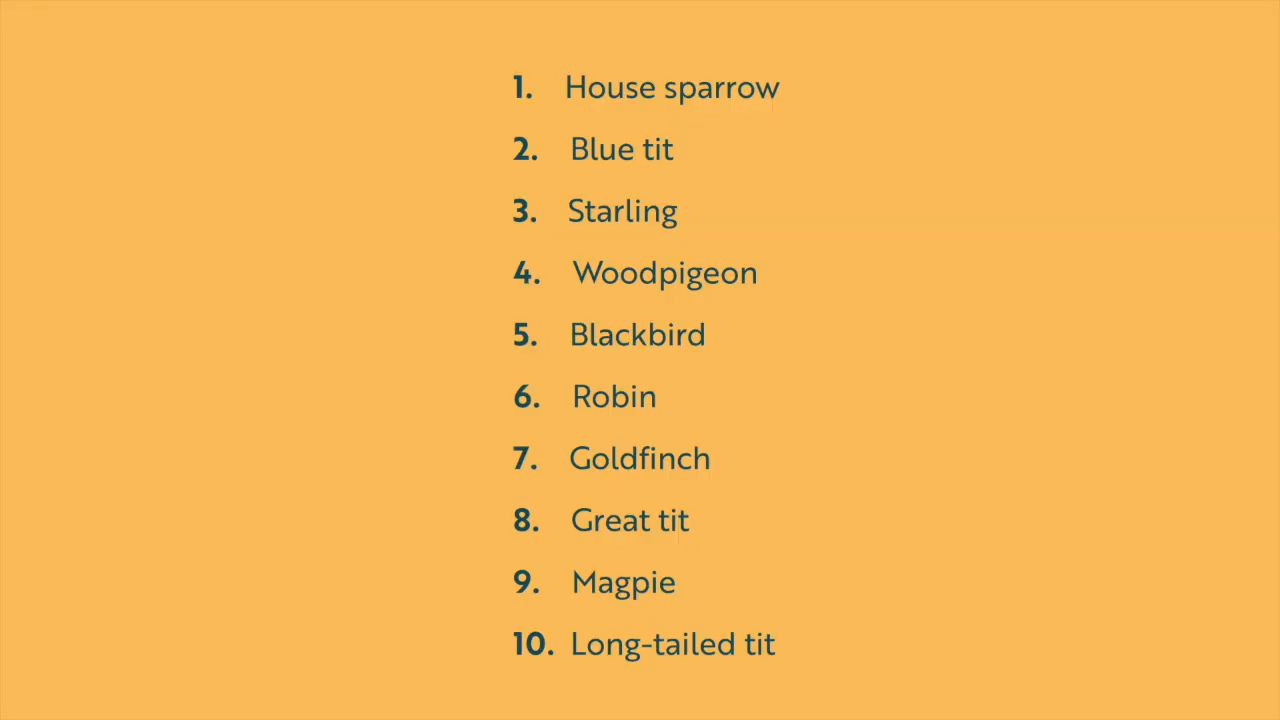 1. House sparrow
2. Blue tit
3. Starling
4. Woodpigeon
5. Blackbird
6. Robin
7. Goldfinch
8. Great tit
9. Magpie
10. Long-tailed tit